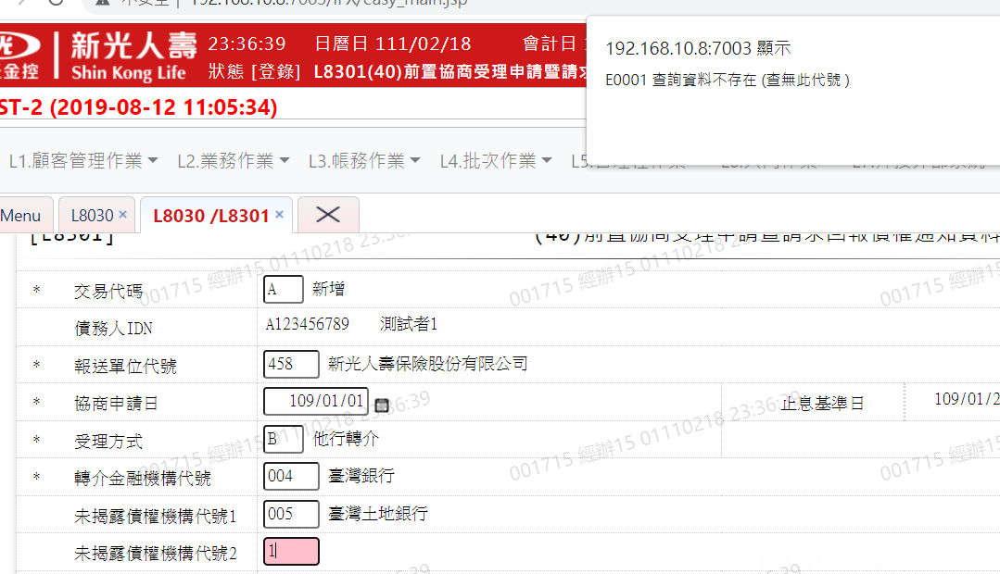 不安全 | 192.168.10.8:7003/iFX/easy_main.jsp
192.168.10.8:7003 顯示
E0001 查詢資料不存在 (查無此代號 )
新光人壽 23:36:39 日曆日 111/02/18 會計日
金控 Shin Kong Life 狀態 [登錄] L8301(40)前置協商受理申請暨請求
ST-2 (2019-08-12 11:05:34)
L1.顧客管理作業 L2.業務作業 L3.帳務作業 L4.批次作業
Menu L8030 × L8030 /L8301 ×
[L8301] (40)前置協商受理申請暨請求回報債權通知資料
* 交易代碼 A 新增
債務人IDN A123456789 測試者1
* 報送單位代號 458 新光人壽保險股份有限公司
* 協商申請日 109/01/01 止息基準日 109/01/2
* 受理方式 B 他行轉介
* 轉介金融機構代號 004 臺灣銀行
未揭露債權機構代號1 005 臺灣土地銀行
未揭露債權機構代號2 1
001715 經辦15 01110218 23:36:39